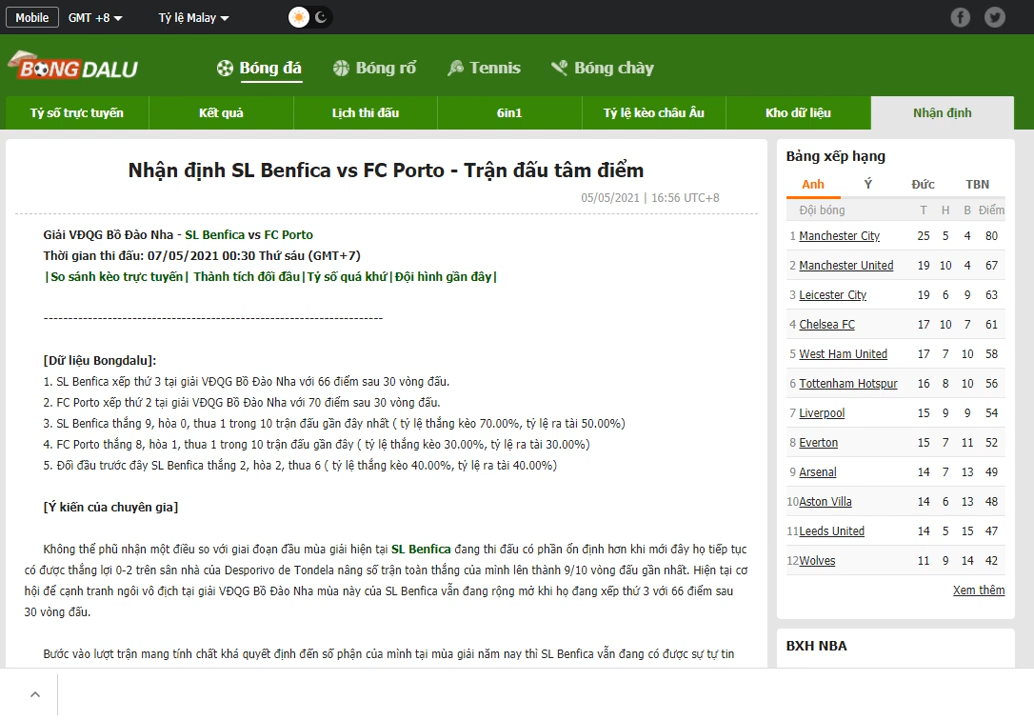 Mobile GMT +8 Tỷ lệ Malay
BONGDALU
Bóng đá Bóng rổ Tennis Bóng chày
Tỷ số trực tuyến Kết quả Lịch thi đấu 6in1 Tỷ lệ kèo châu Âu Kho dữ liệu Nhận định
Nhận định SL Benfica vs FC Porto - Trận đấu tâm điểm
05/05/2021 | 16:56 UTC+8
Giải VĐQG Bồ Đào Nha - SL Benfica vs FC Porto
Thời gian thi đấu: 07/05/2021 00:30 Thứ sáu (GMT+7)
|So sánh kèo trực tuyến| Thành tích đối đầu|Tỷ số quá khứ|Đội hình gần đây|
--------------------------------------------------------------------
[Dữ liệu Bongdalu]:
1. SL Benfica xếp thứ 3 tại giải VĐQG Bồ Đào Nha với 66 điểm sau 30 vòng đấu.
2. FC Porto xếp thứ 2 tại giải VĐQG Bồ Đào Nha với 70 điểm sau 30 vòng đấu.
3. SL Benfica thắng 9, hòa 0, thua 1 trong 10 trận đấu gần đây nhất ( tỷ lệ thắng kèo 70.00%, tỷ lệ ra tài 50.00%)
4. FC Porto thắng 8, hòa 1, thua 1 trong 10 trận đấu gần đây ( tỷ lệ thắng kèo 30.00%, tỷ lệ ra tài 30.00%)
5. Đối đầu trước đây SL Benfica thắng 2, hòa 2, thua 6 ( tỷ lệ thắng kèo 40.00%, tỷ lệ ra tài 40.00%)
[Ý kiến của chuyên gia]
Không thể phủ nhận một điều so với giai đoạn đầu mùa giải hiện tại SL Benfica đang thi đấu có phần ổn định hơn khi mới đây họ tiếp tục
có được thắng lợi 0-2 trên sân nhà của Desporivo de Tondela nâng số trận toàn thắng của mình lên thành 9/10 vòng đấu gần nhất. Hiện tại cơ
hội để cạnh tranh ngôi vô địch tại giải VĐQG Bồ Đào Nha mùa này của SL Benfica vẫn đang rộng mở khi họ đang xếp thứ 3 với 66 điểm sau
30 vòng đấu.
Bước vào lượt trận mang tính chất khá quyết định đến số phận của mình tại mùa giải năm nay thì SL Benfica vẫn đang có được sự tự tin
Bảng xếp hạng
Anh Ý Đức TBN
Đội bóng T H B Điểm
1 Manchester City 25 5 4 80
2 Manchester United 19 10 4 67
3 Leicester City 19 6 9 63
4 Chelsea FC 17 10 7 61
5 West Ham United 17 7 10 58
6 Tottenham Hotspur 16 8 10 56
7 Liverpool 15 9 9 54
8 Everton 15 7 11 52
9 Arsenal 14 7 13 49
10 Aston Villa 14 6 13 48
11 Leeds United 14 5 15 47
12 Wolves 11 9 14 42
Xem thêm
BXH NBA